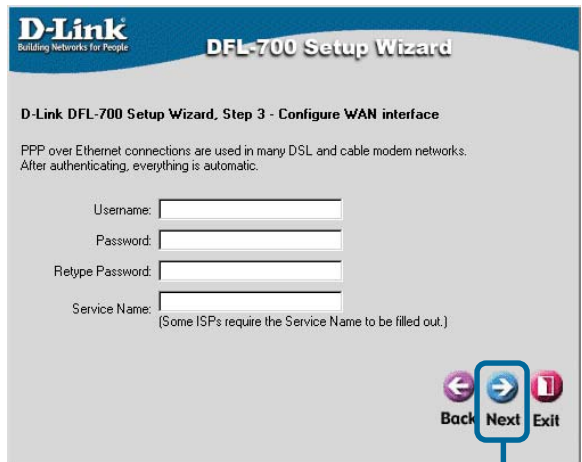 D-Link
Building Networks for People
DFL-700 Setup Wizard
D-Link DFL-700 Setup Wizard, Step 3 - Configure WAN interface
PPP over Ethernet connections are used in many DSL and cable modem networks.
After authenticating, everything is automatic.
Username:
Password:
Retype Password:
Service Name:
(Some ISPs require the Service Name to be filled out.)
Back Next Exit